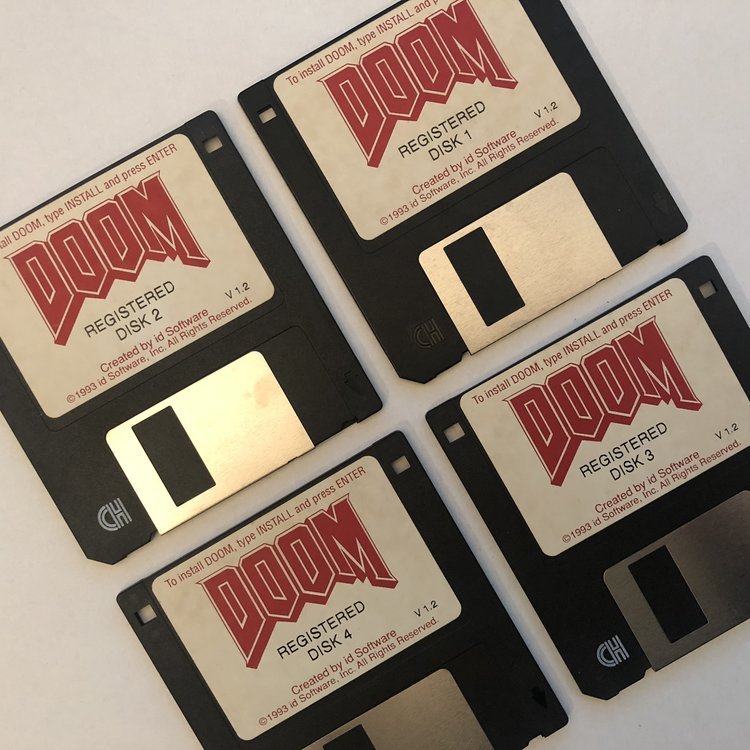 To install DOOM, type INSTALL and p
DOOM
REGISTERED
DISK 1
V 1.2
Created by id Software
©1993 id Software, Inc. All Rights Reserved.
CH
all DOOM, type INSTALL and press ENTER
DOOM
REGISTERED
DISK 2
V 1.2
Created by id Software
©1993 id Software, Inc. All Rights Reserved.
CH
To install DOOM, type INSTALL and press ENTER
DOOM
REGISTERED
DISK 3
V 1.2
Created by id Software
©1993 id Software, Inc. All Rights Reserved.
CH
To install DOOM, type INSTALL and press ENTER
DOOM
REGISTERED
DISK 4
V 1.2
Created by id Software
©1993 id Software, Inc. All Rights Reserved.